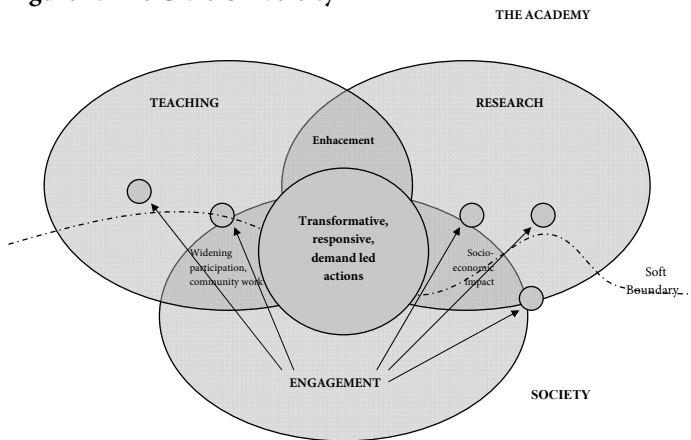 THE ACADEMY
TEACHING
RESEARCH
Enhacement
Transformative,
responsive,
demand led
actions
Widening
participation,
community work
Socio-
economic
impact
Soft
Boundary
ENGAGEMENT
SOCIETY